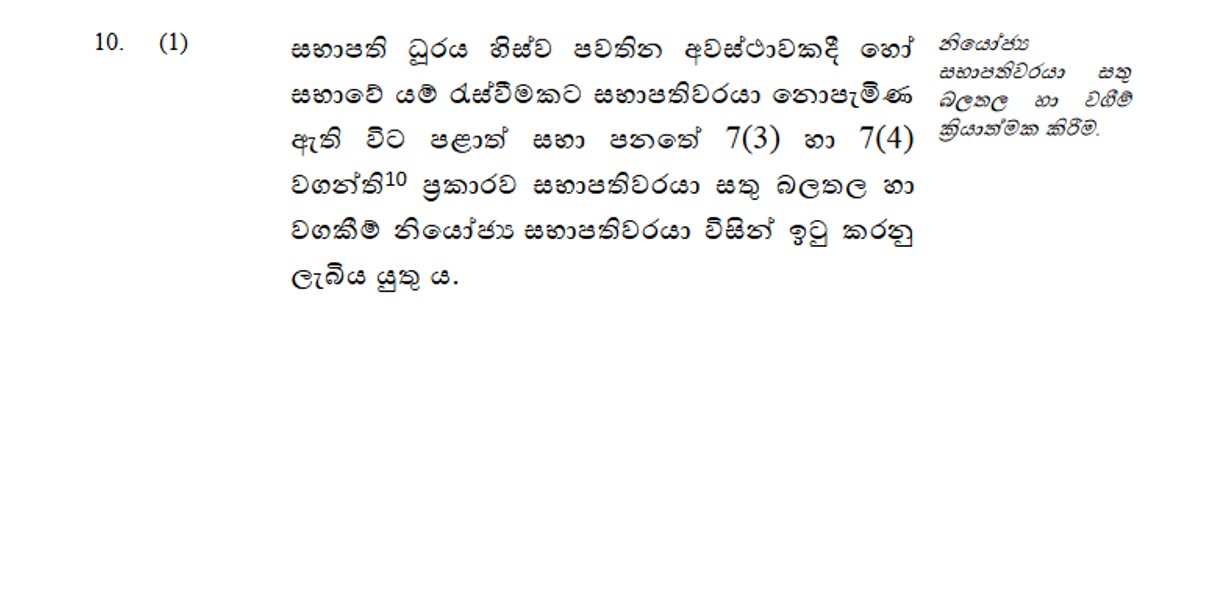 10. (1)
සභාපති ධූරය හිස්ව පවතින අවස්ථාවකදී හෝ
සභාවේ යම් රැස්වීමකට සභාපතිවරයා නොපැමිණ
ඇති විට පළාත් සභා පනතේ 7(3) හා 7(4)
වගන්ති10 ප්‍රකාරව සභාපතිවරයා සතු බලතල හා
වගකීම් නියෝජ්‍ය සභාපතිවරයා විසින් ඉටු කරනු
ලැබිය යුතු ය.
නියෝජ්‍ය
සභාපතිවරයා සතු
බලතල හා වගීම්
ක්‍රියාත්මක කිරීම.